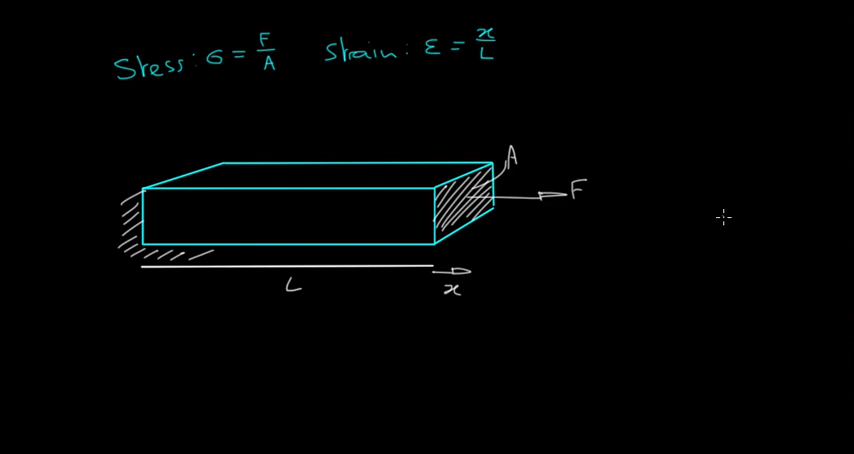 Stress: σ = F/A Strain: ε = x/L
A
F
L
x